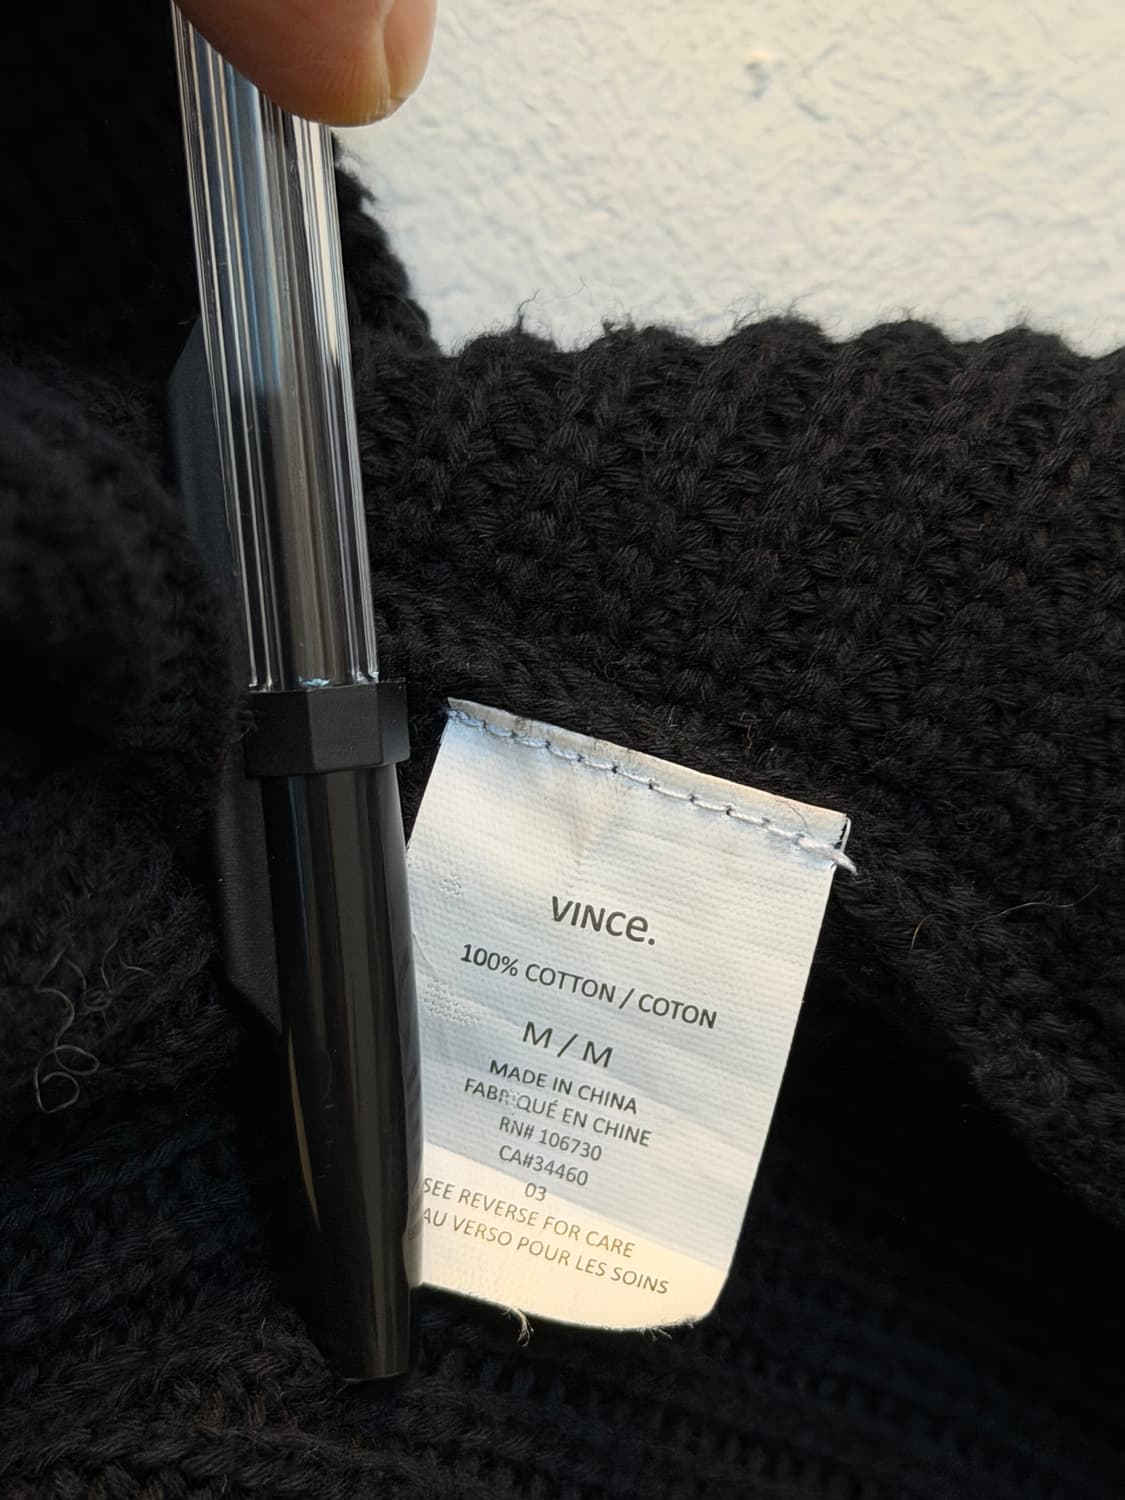 VINCe.
100% COTTON / COTON
M / M
MADE IN CHINA
FABRIQUÉ EN CHINE
RN# 106730
CA#34460
03
SEE REVERSE FOR CARE
AU VERSO POUR LES SOINS